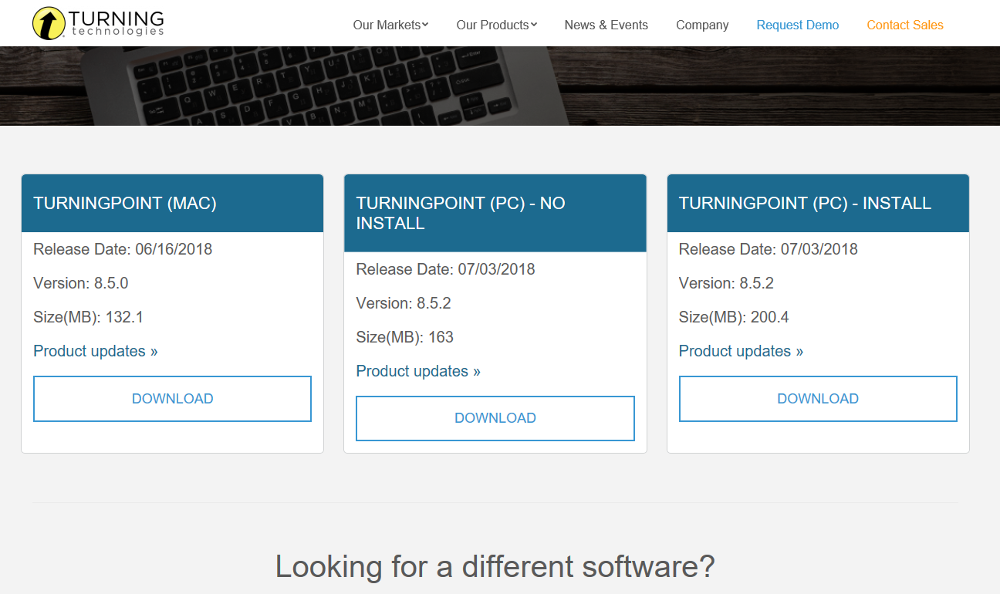 TURNING
technologies
Our Markets
Our Products
News & Events
Company
Request Demo
Contact Sales
TURNINGPOINT (MAC)
Release Date: 06/16/2018
Version: 8.5.0
Size(MB): 132.1
Product updates »
DOWNLOAD
TURNINGPOINT (PC) - NO
INSTALL
Release Date: 07/03/2018
Version: 8.5.2
Size(MB): 163
Product updates »
DOWNLOAD
TURNINGPOINT (PC) - INSTALL
Release Date: 07/03/2018
Version: 8.5.2
Size(MB): 200.4
Product updates »
DOWNLOAD
Looking for a different software?